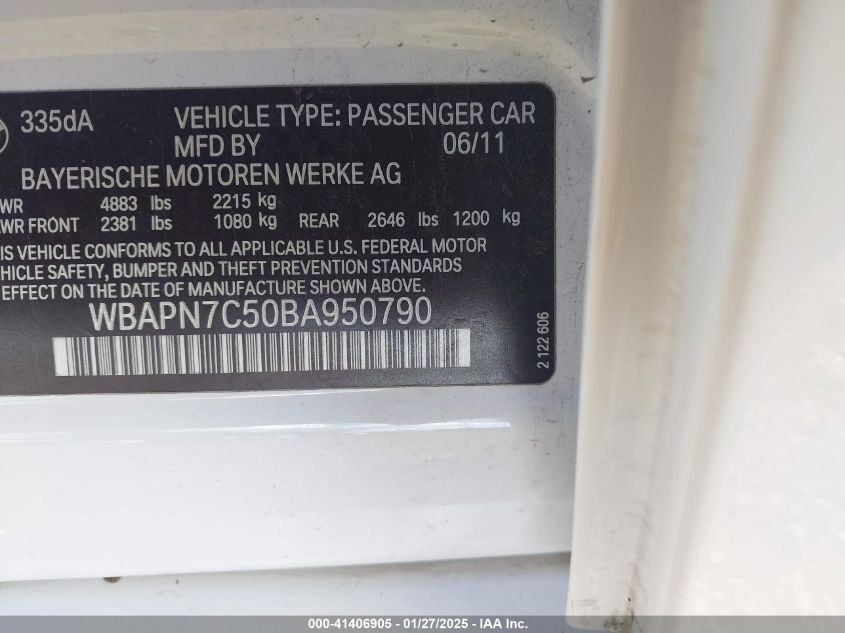 335dA VEHICLE TYPE: PASSENGER CAR
MFD BY 06/11
BAYERISCHE MOTOREN WERKE AG
WR 4883 lbs 2215 kg
WR FRONT 2381 lbs 1080 kg REAR 2646 lbs 1200 kg
IS VEHICLE CONFORMS TO ALL APPLICABLE U.S. FEDERAL MOTOR
HICLE SAFETY, BUMPER AND THEFT PREVENTION STANDARDS
EFFECT ON THE DATE OF MANUFACTURE SHOWN ABOVE.
WBAPN7C50BA950790
2 122 606
000-41406905 - 01/27/2025 - IAA Inc.